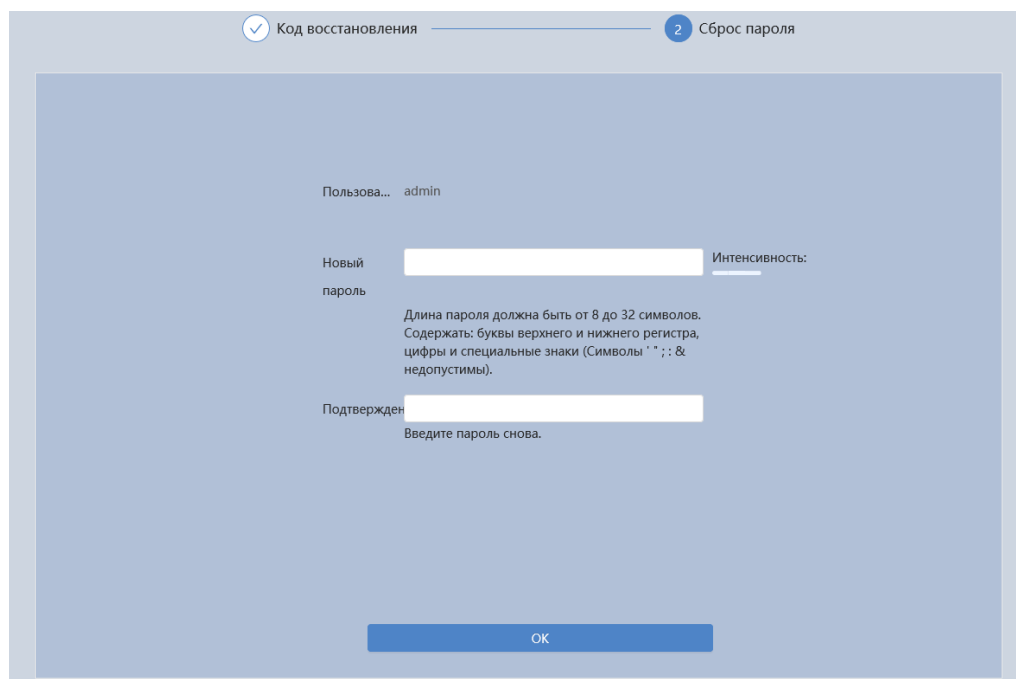 Код восстановления
2 Сброс пароля
Пользова... admin
Новый
пароль
Интенсивность:
Длина пароля должна быть от 8 до 32 символов.
Содержать: буквы верхнего и нижнего регистра,
цифры и специальные знаки (Символы ' " ; : &
недопустимы).
Подтвержден
Введите пароль снова.
OK